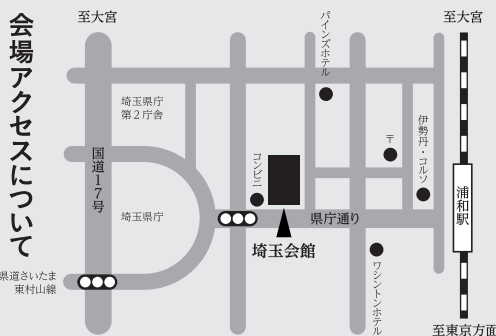 会場アクセスについて
至大宮
パインズホテル
至大宮
埼玉県庁
第2庁舎
国道17号
コンビニ
〒
伊勢丹・コルソ
浦和駅
埼玉県庁
県庁通り
埼玉会館
ワシントンホテル
県道さいたま
東村山線
至東京方面